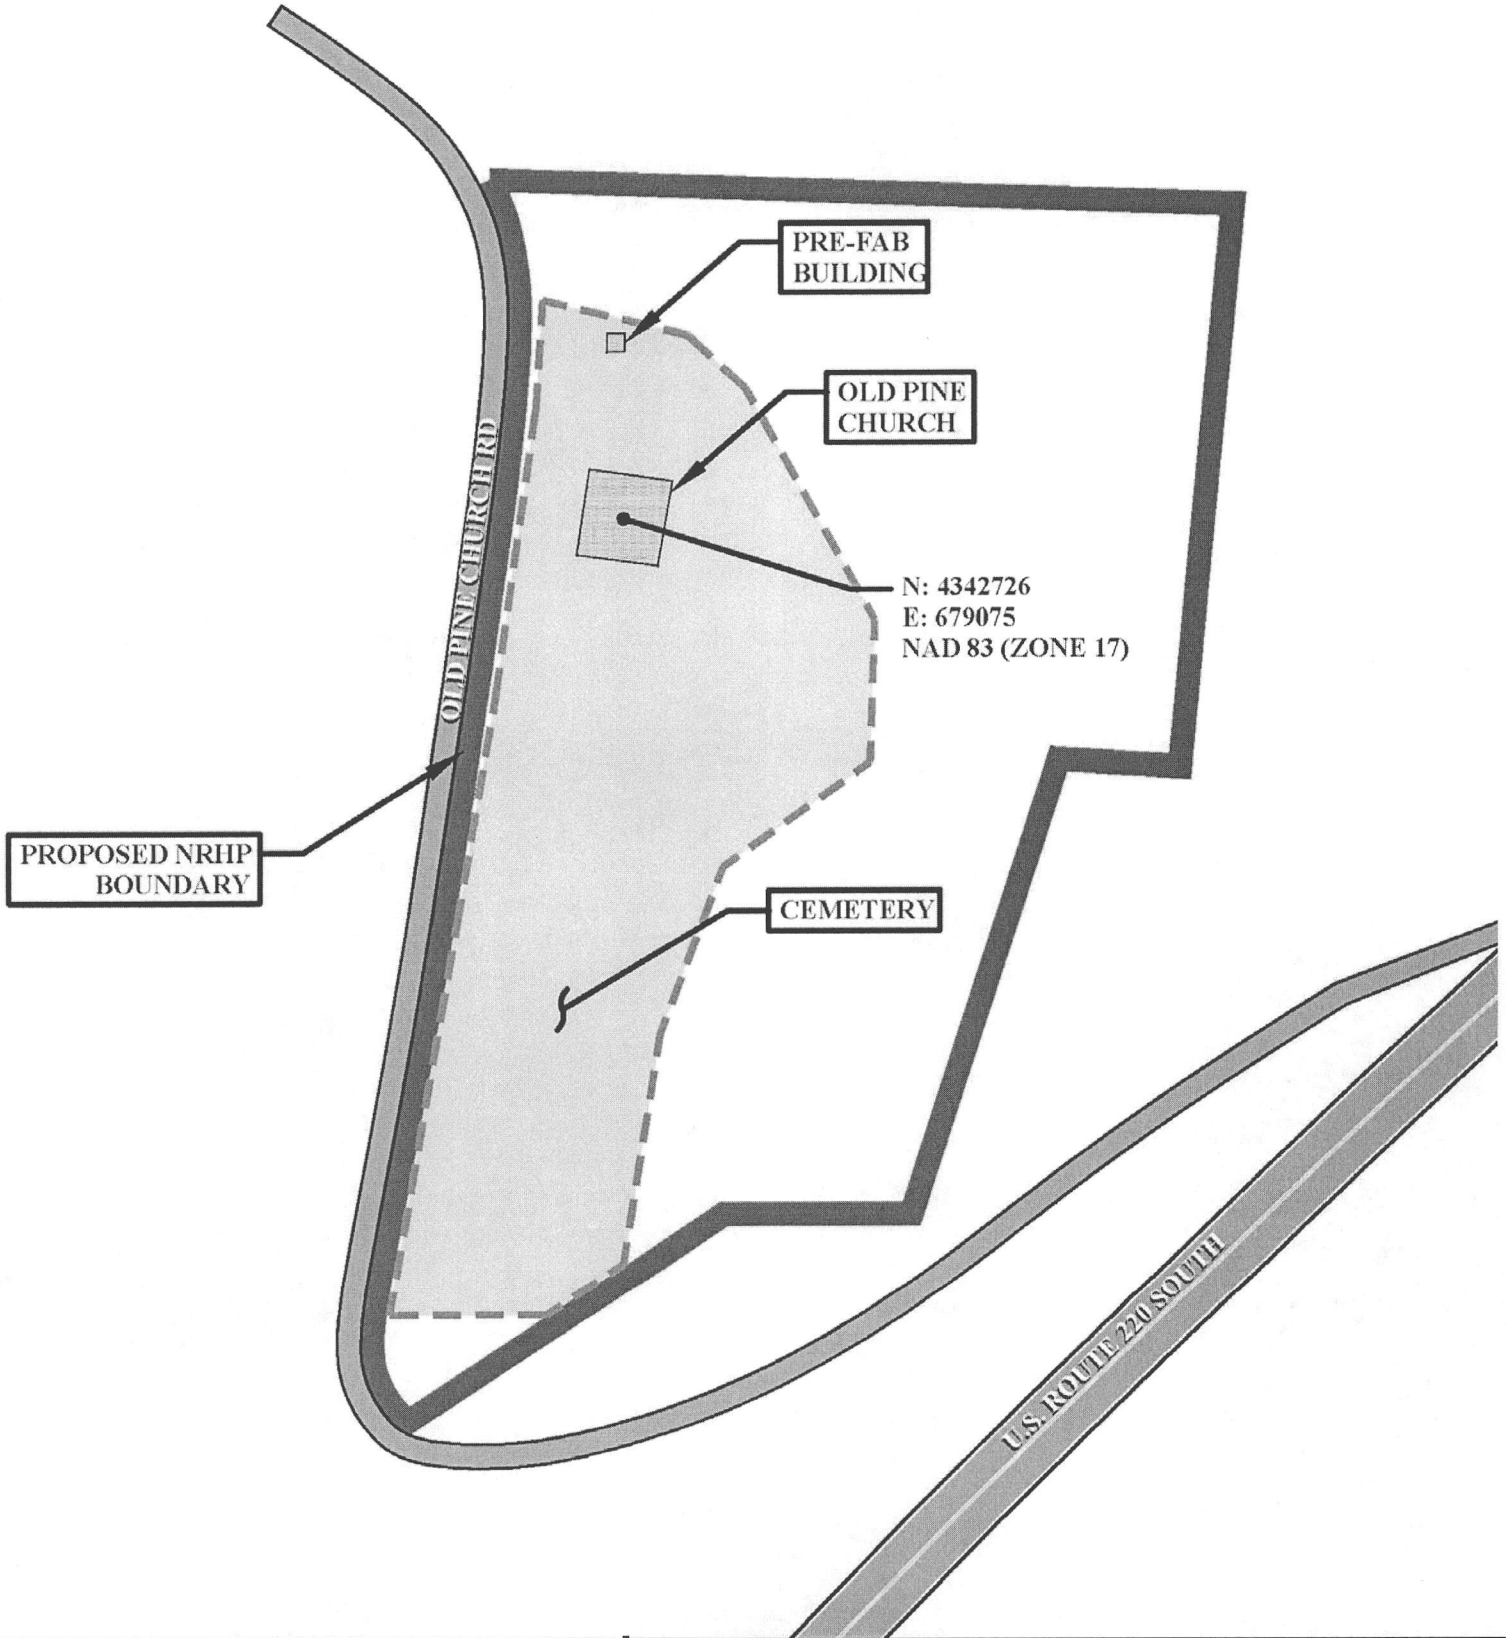 PRE-FAB
BUILDING
OLD PINE
CHURCH
OLD PINE CHURCH RD
N: 4342726
E: 679075
NAD 83 (ZONE 17)
PROPOSED NRHP
BOUNDARY
CEMETERY
U.S. ROUTE 220 SOUTH